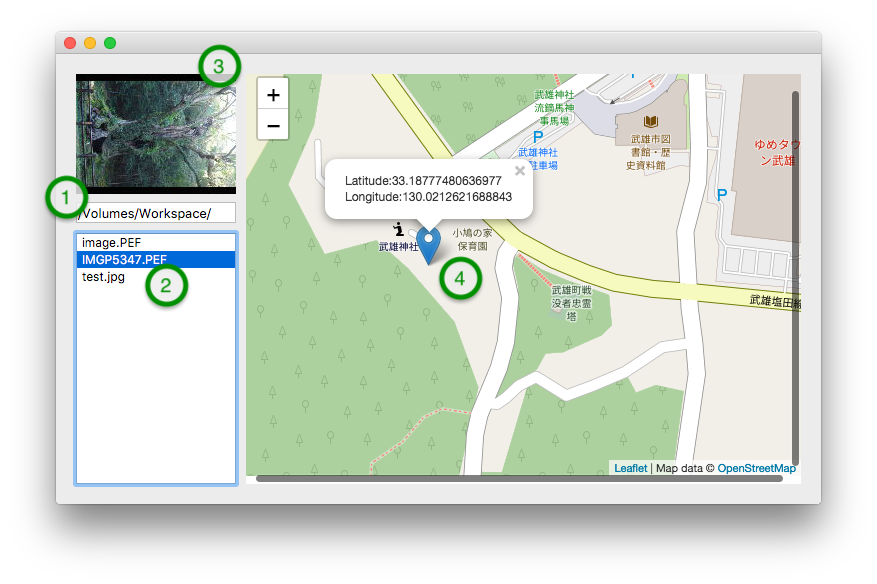 3
1
/Volumes/Workspace/
image.PEF
IMGP5347.PEF
test.jpg
2
+
−
武雄神社
流鏑馬神
事馬場
P
武雄神社
駐車場
武雄市図
書館・歴
史資料館
ゆめタウ
ン武雄
P
Latitude:33.18777480636977
Longitude:130.0212621688843
×
武雄神社
小鳩の家
保育園
4
武雄町戦
没者忠霊
塔
武雄塩田線
Leaflet | Map data © OpenStreetMap